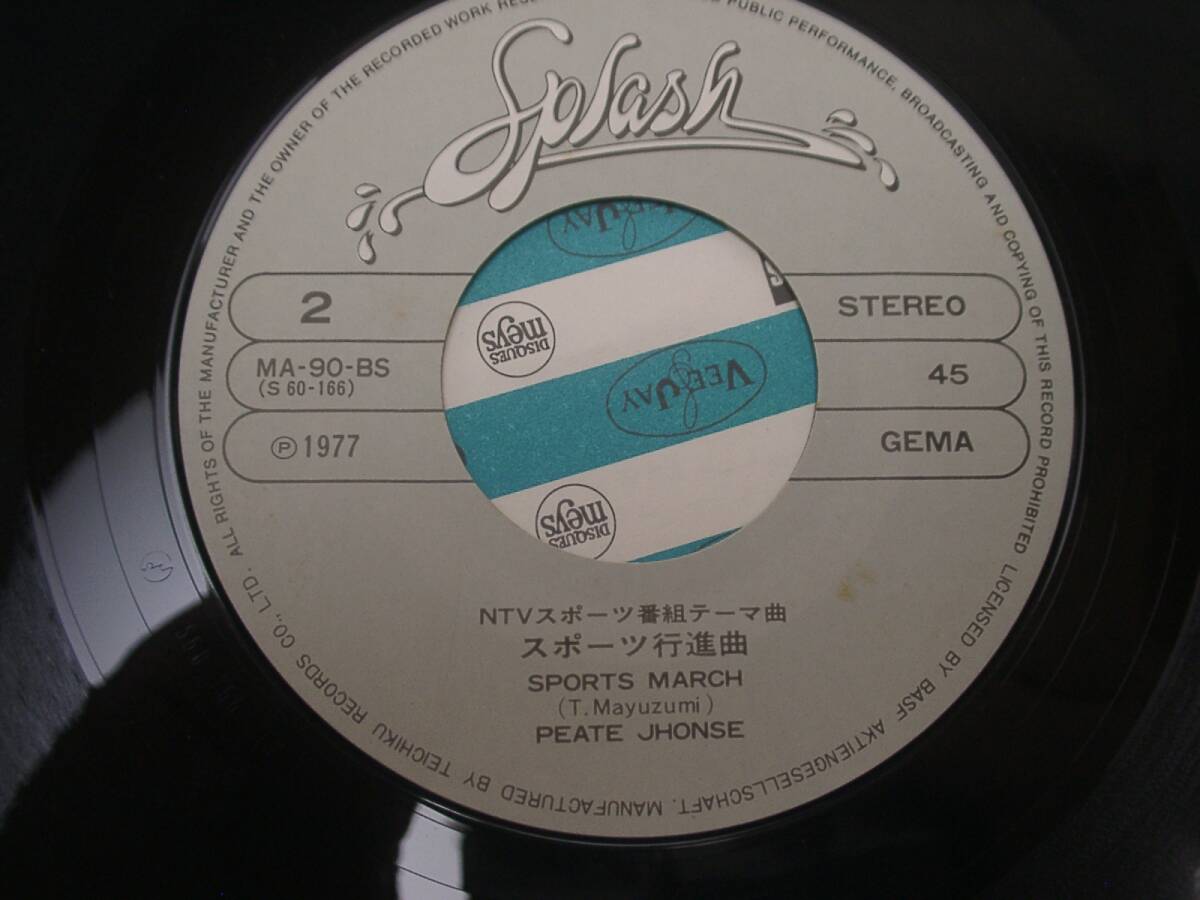 Splash
2
STEREO
MA-90-BS
(S 60-166)
45
Ⓟ 1977
GEMA
NTVスポーツ番組テーマ曲
スポーツ行進曲
SPORTS MARCH
(T. Mayuzumi)
PEATE JHONSE
ALL RIGHTS OF THE MANUFACTURER AND THE OWNER OF THE RECORDED WORK PUBLIC PERFORMANCE, BROADCASTING AND COPYING OF THIS RECORD PROHIBITED LICENSED BY BASF AKTIENGESELLSCHAFT. MANUFACTURED BY TEICHIKU RECORDS CO., LTD.
DISQUES
meys
VEE JAY
DISQUES
meys